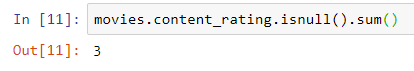 In [11]: movies.content_rating.isnull().sum()
Out[11]: 3